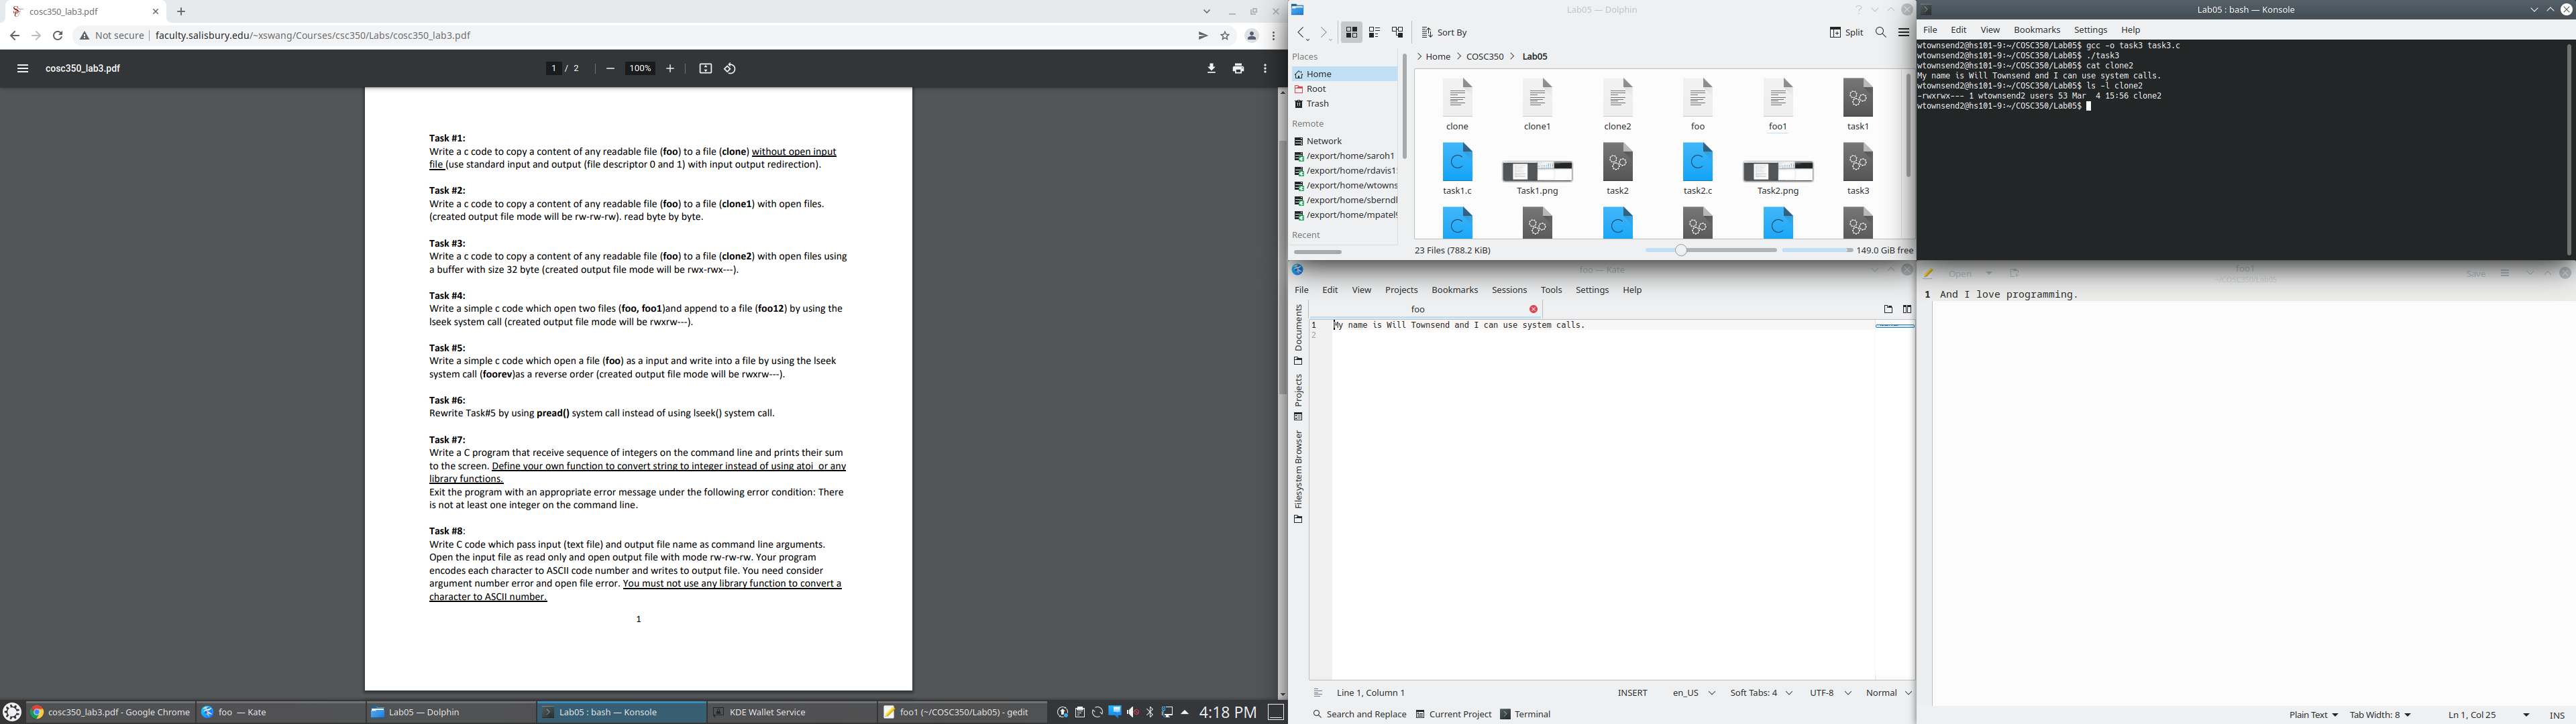 cosc350_lab3.pdf
Not secure | faculty.salisbury.edu/~xswang/Courses/csc350/Labs/cosc350_lab3.pdf
cosc350_lab3.pdf
1 / 2
100%
Task #1:
Write a c code to copy a content of any readable file (foo) to a file (clone) without open input
file (use standard input and output (file descriptor 0 and 1) with input output redirection).
Task #2:
Write a c code to copy a content of any readable file (foo) to a file (clone1) with open files.
(created output file mode will be rw-rw-rw). read byte by byte.
Task #3:
Write a c code to copy a content of any readable file (foo) to a file (clone2) with open files using
a buffer with size 32 byte (created output file mode will be rwx-rwx---).
Task #4:
Write a simple c code which open two files (foo, foo1)and append to a file (foo12) by using the
lseek system call (created output file mode will be rwxrw---).
Task #5:
Write a simple c code which open a file (foo) as a input and write into a file by using the lseek
system call (foorev)as a reverse order (created output file mode will be rwxrw---).
Task #6:
Rewrite Task#5 by using pread() system call instead of using lseek() system call.
Task #7:
Write a C program that receive sequence of integers on the command line and prints their sum
to the screen. Define your own function to convert string to integer instead of using atoi or any
library functions.
Exit the program with an appropriate error message under the following error condition: There
is not at least one integer on the command line.
Task #8:
Write C code which pass input (text file) and output file name as command line arguments.
Open the input file as read only and open output file with mode rw-rw-rw. Your program
encodes each character to ASCII code number and writes to output file. You need consider
argument number error and open file error. You must not use any library function to convert a
character to ASCII number.
1
Lab05 — Dolphin
Sort By
Split
Places
Home
Root
Trash
Remote
Network
/export/home/saroh1
/export/home/rdavis1
/export/home/wtowns
/export/home/sberndl
/export/home/mpatel
Recent
Home > COSC350 > Lab05
clone clone1 clone2 foo foo1 task1
task1.c Task1.png task2 task2.c Task2.png task3
23 Files (788.2 KiB)
149.0 GiB free
Lab05 : bash — Konsole
File Edit View Bookmarks Settings Help
wtownsend2@hs101-9:~/COSC350/Lab05$ gcc -o task3 task3.c
wtownsend2@hs101-9:~/COSC350/Lab05$ ./task3
wtownsend2@hs101-9:~/COSC350/Lab05$ cat clone2
My name is Will Townsend and I can use system calls.
wtownsend2@hs101-9:~/COSC350/Lab05$ ls -l clone2
-rwxrwx--- 1 wtownsend2 users 53 Mar  4 15:56 clone2
wtownsend2@hs101-9:~/COSC350/Lab05$
foo — Kate
File Edit View Projects Bookmarks Sessions Tools Settings Help
foo
Documents
Projects
Filesystem Browser
1 My name is Will Townsend and I can use system calls.
2
Line 1, Column 1
INSERT
en_US
Soft Tabs: 4
UTF-8
Normal
Search and Replace
Current Project
Terminal
Open
foo1
~/COSC350/Lab05
Save
1 And I love programming.
Plain Text
Tab Width: 8
Ln 1, Col 25
INS
cosc350_lab3.pdf - Google Chrome
foo — Kate
Lab05 — Dolphin
Lab05 : bash — Konsole
KDE Wallet Service
foo1 (~/COSC350/Lab05) - gedit
4:18 PM